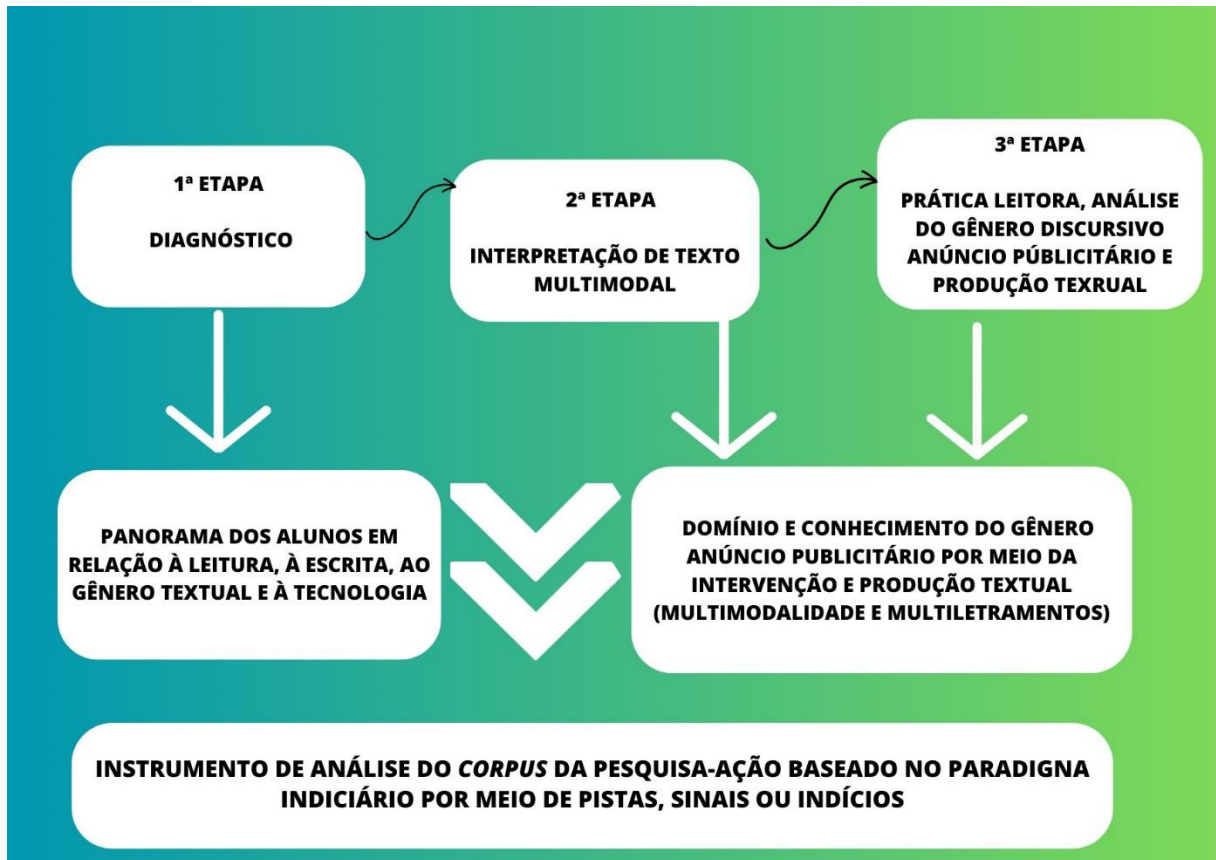 1ª ETAPA
DIAGNÓSTICO
2ª ETAPA
INTERPRETAÇÃO DE TEXTO
MULTIMODAL
3ª ETAPA
PRÁTICA LEITORA, ANÁLISE
DO GÊNERO DISCURSIVO
ANÚNCIO PÚBLICITÁRIO E
PRODUÇÃO TEXRUAL
PANORAMA DOS ALUNOS EM
RELAÇÃO À LEITURA, À ESCRITA, AO
GÊNERO TEXTUAL E À TECNOLOGIA
DOMÍNIO E CONHECIMENTO DO GÊNERO
ANÚNCIO PUBLICITÁRIO POR MEIO DA
INTERVENÇÃO E PRODUÇÃO TEXTUAL
(MULTIMODALIDADE E MULTILETRAMENTOS)
INSTRUMENTO DE ANÁLISE DO CORPUS DA PESQUISA-AÇÃO BASEADO NO PARADIGNA
INDICIÁRIO POR MEIO DE PISTAS, SINAIS OU INDÍCIOS